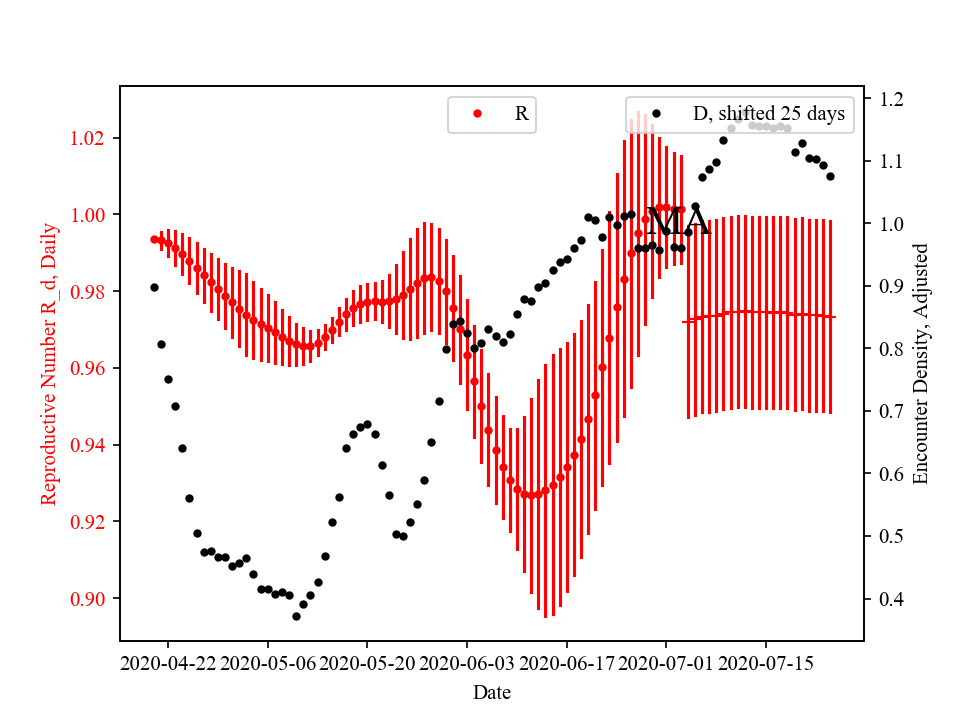 R
D, shifted 25 days
MA
Reproductive Number R_d, Daily
1.02
1.00
0.98
0.96
0.94
0.92
0.90
1.2
1.1
1.0
0.9
0.8
0.7
0.6
0.5
0.4
Encounter Density, Adjusted
2020-04-22 2020-05-06 2020-05-20 2020-06-03 2020-06-17 2020-07-01 2020-07-15
Date